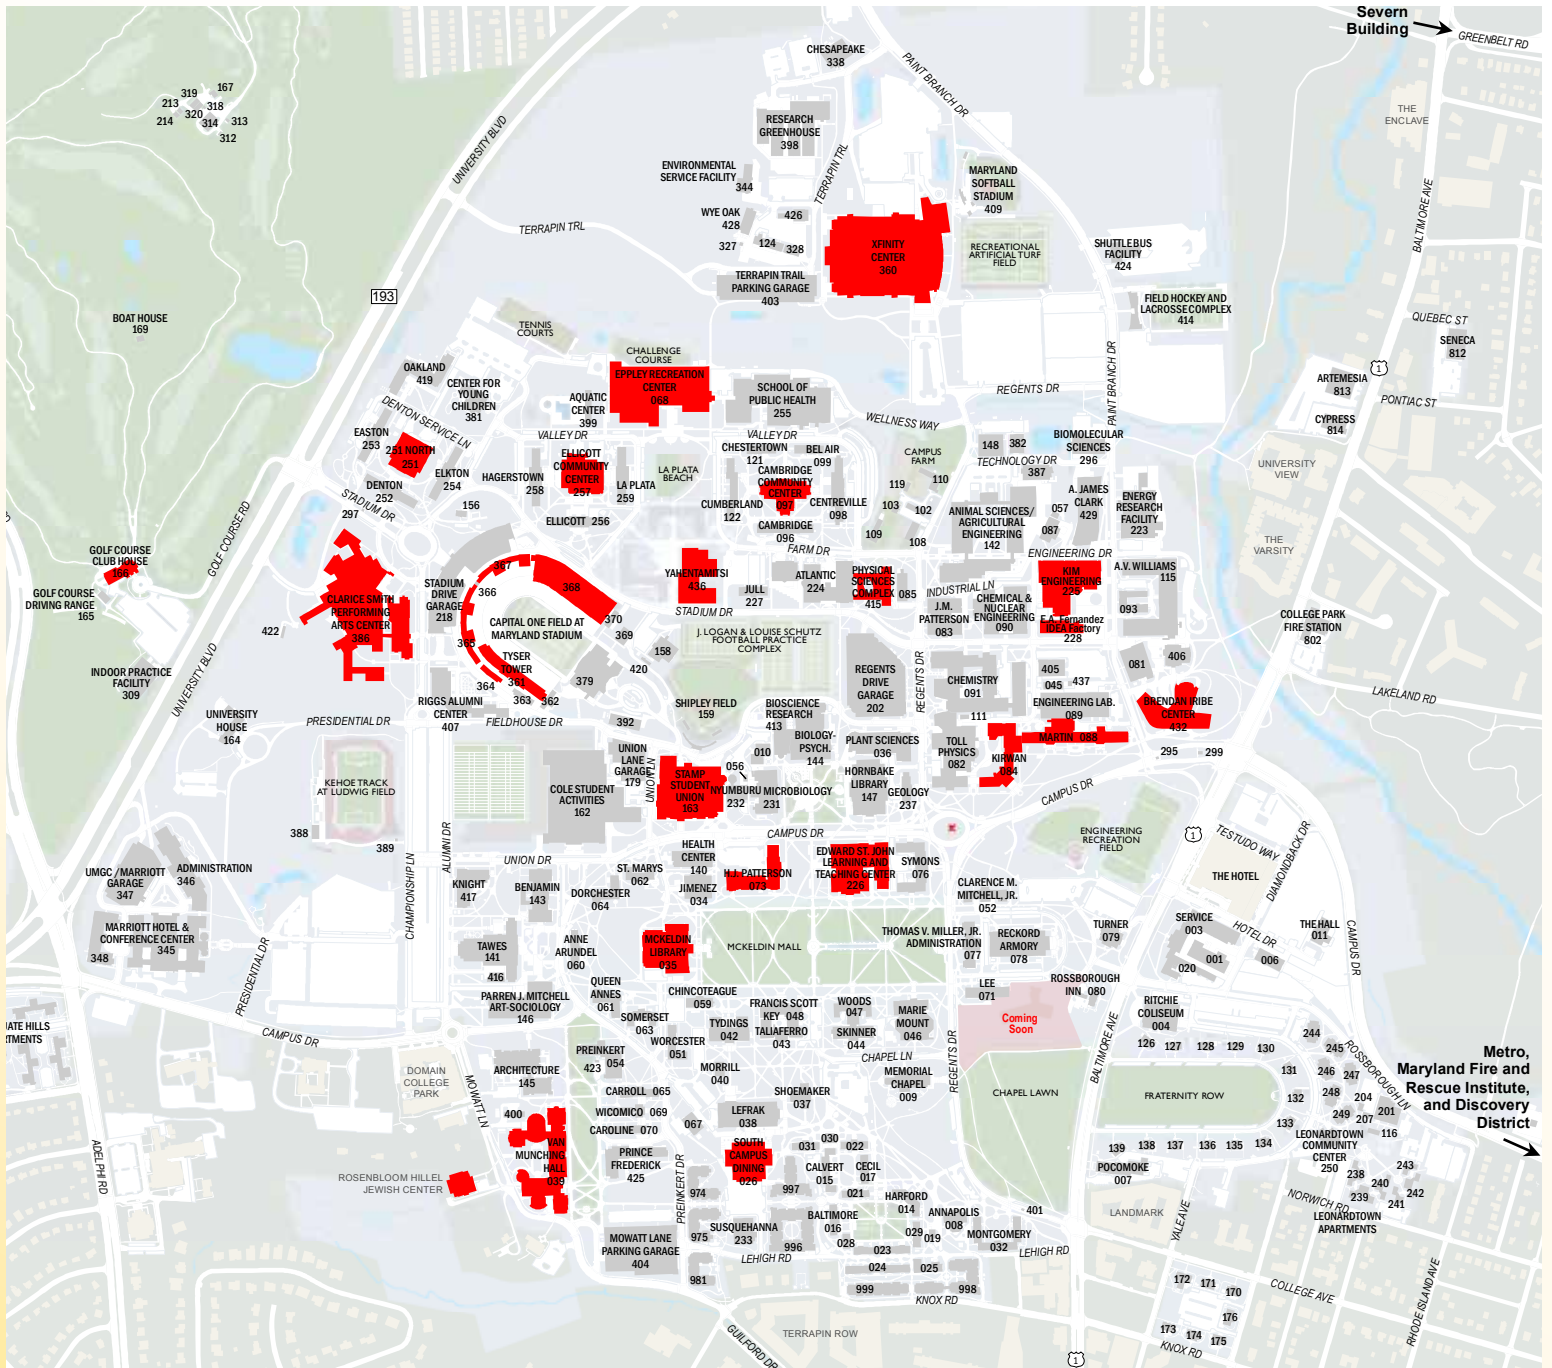 Severn
Building
GREENBELT RD
CHESAPEAKE
338
PAINT BRANCH DR
THE
ENCLAVE
319
167
213
318
320
214
314
313
312
UNIVERSITY BLVD
RESEARCH
GREENHOUSE
398
ENVIRONMENTAL
SERVICE FACILITY
344
TERRAPIN TRL
MARYLAND
SOFTBALL
STADIUM
409
BALTIMORE AVE
WYE OAK
428
426
327
124
328
TERRAPIN TRL
XFINITY
CENTER
360
RECREATIONAL
ARTIFICIAL TURF
FIELD
SHUTTLE BUS
FACILITY
424
TERRAPIN TRAIL
PARKING GARAGE
403
193
FIELD HOCKEY AND
LACROSSE COMPLEX
414
BOAT HOUSE
169
TENNIS
COURTS
QUEBEC ST
SENECA
812
CHALLENGE
COURSE
OAKLAND
419
CENTER FOR
YOUNG
CHILDREN
381
EPPLEY RECREATION
CENTER
068
SCHOOL OF
PUBLIC HEALTH
255
REGENTS DR
PAINT BRANCH DR
1
ARTEMESIA
813
PONTIAC ST
CYPRESS
814
AQUATIC
CENTER
399
DENTON SERVICE LN
WELLNESS WAY
EASTON
253
251 NORTH
251
VALLEY DR
VALLEY DR
CHESTERTOWN
121
BEL AIR
099
CAMPUS
FARM
148
382
BIOMOLECULAR
SCIENCES
296
TECHNOLOGY DR
387
UNIVERSITY
VIEW
ELKTON
254
HAGERSTOWN
258
ELLICOTT
COMMUNITY
CENTER
257
LA PLATA
259
LA PLATA
BEACH
CAMBRIDGE
COMMUNITY
CENTER
097
CENTREVILLE
098
119
110
103
102
DENTON
252
156
CUMBERLAND
122
CAMBRIDGE
096
109
108
ANIMAL SCIENCES/
AGRICULTURAL
ENGINEERING
142
057
087
A. JAMES
CLARK
429
ENERGY
RESEARCH
FACILITY
223
STADIUM DR
297
ELLICOTT 256
GOLF COURSE RD
FARM DR
ENGINEERING DR
THE
VARSITY
GOLF COURSE
CLUB HOUSE
166
GOLF COURSE
DRIVING RANGE
165
CLARICE SMITH
PERFORMING
ARTS CENTER
386
STADIUM
DRIVE
GARAGE
218
367
366
368
370
369
YAHENTAMITSI
436
JULL
227
ATLANTIC
224
PHYSICAL
SCIENCES
COMPLEX
415
085
INDUSTRIAL LN
J.M.
PATTERSON
083
CHEMICAL &
NUCLEAR
ENGINEERING
090
KIM
ENGINEERING
225
E.A. Fernandez
IDEA Factory
228
A.V. WILLIAMS
115
093
STADIUM DR
COLLEGE PARK
FIRE STATION
802
422
365
CAPITAL ONE FIELD AT
MARYLAND STADIUM
J. LOGAN & LOUISE SCHUTZ
FOOTBALL PRACTICE
COMPLEX
158
420
TYSER
TOWER
361
364
363
362
379
INDOOR PRACTICE
FACILITY
309
UNIVERSITY BLVD
REGENTS
DRIVE
GARAGE
202
REGENTS DR
CHEMISTRY
091
405
045
437
081
406
ENGINEERING LAB.
089
BRENDAN IRIBE
CENTER
432
LAKELAND RD
RIGGS ALUMNI
CENTER
407
UNIVERSITY
HOUSE
164
PRESIDENTIAL DR
FIELDHOUSE DR
392
SHIPLEY FIELD
159
BIOSCIENCE
RESEARCH
413
111
MARTIN 088
UNION
LANE
GARAGE
179
UNION LN
BIOLOGY-
PSYCH.
144
PLANT SCIENCES
036
TOLL
PHYSICS
082
KIRWAN
084
295
299
010
056
KEHOE TRACK
AT LUDWIG FIELD
COLE STUDENT
ACTIVITIES
162
STAMP
STUDENT
UNION
163
NYUMBURU
232
MICROBIOLOGY
231
HORNBAKE
LIBRARY
147
GEOLOGY
237
CAMPUS DR
388
389
ALUMNI DR
CAMPUS DR
ENGINEERING
RECREATION
FIELD
1
TESTUDO WAY
DIAMONDBACK DR
UMGC / MARRIOTT
GARAGE
347
ADMINISTRATION
346
CHAMPIONSHIP LN
UNION DR
HEALTH
CENTER
140
H.J. PATTERSON
073
EDWARD ST. JOHN
LEARNING AND
TEACHING CENTER
226
SYMONS
076
THE HOTEL
KNIGHT
417
BENJAMIN
143
DORCHESTER
064
ST. MARYS
062
JIMENEZ
034
CLARENCE M.
MITCHELL, JR.
052
MARRIOTT HOTEL &
CONFERENCE CENTER
345
348
PRESIDENTIAL DR
TAWES
141
ANNE
ARUNDEL
060
MCKELDIN
LIBRARY
035
MCKELDIN MALL
THOMAS V. MILLER, JR.
ADMINISTRATION
077
RECKORD
ARMORY
078
TURNER
079
SERVICE
003
HOTEL DR
THE HALL
011
020
001
006
CAMPUS DR
416
PARREN J. MITCHELL
ART-SOCIOLOGY
146
QUEEN
ANNES
061
CHINCOTEAGUE
059
FRANCIS SCOTT
KEY 048
WOODS
047
MARIE
MOUNT
046
LEE
071
ROSSBOROUGH
INN 080
RITCHIE
COLISEUM
004
Coming
Soon
SOMERSET
063
TYDINGS
042
TALIAFERRO
043
SKINNER
044
CAMPUS DR
WORCESTER
051
CHAPEL LN
REGENTS DR
BALTIMORE AVE
126
127
128
129
130
244
245
ROSSBOROUGH LN
Metro,
Maryland Fire and
Rescue Institute,
and Discovery
District
PREINKERT
054
423
ARCHITECTURE
145
MORRILL
040
MEMORIAL
CHAPEL
009
131
246
247
DOMAIN
COLLEGE
PARK
MOWATT LN
CARROLL 065
SHOEMAKER
037
CHAPEL LAWN
FRATERNITY ROW
132
248
204
249
207
201
116
133
400
WICOMICO 069
CAROLINE 070
067
LEFRAK
038
VAN
MUNCHING
HALL
039
PRINCE
FREDERICK
425
SOUTH
CAMPUS
DINING
026
031
030
022
CALVERT
015
CECIL
017
139
138
137
136
135
134
LEONARDTOWN
COMMUNITY
CENTER
250
POCOMOKE
007
ADELPHI RD
ROSENBLOOM HILLEL
JEWISH CENTER
PREINKERT DR
974
997
021
HARFORD
014
238
243
240
239
242
241
NORWICH RD
LEONARDTOWN
APARTMENTS
401
LANDMARK
YALE AVE
MOWATT LANE
PARKING GARAGE
404
975
SUSQUEHANNA
233
BALTIMORE
016
028
029
019
ANNAPOLIS
008
MONTGOMERY
032
LEHIGH RD
996
023
024
025
LEHIGH RD
981
999
998
KNOX RD
172
171
170
COLLEGE AVE
RHODE ISLAND AVE
176
173
174
175
KNOX RD
GUILFORD DR
TERRAPIN ROW
1